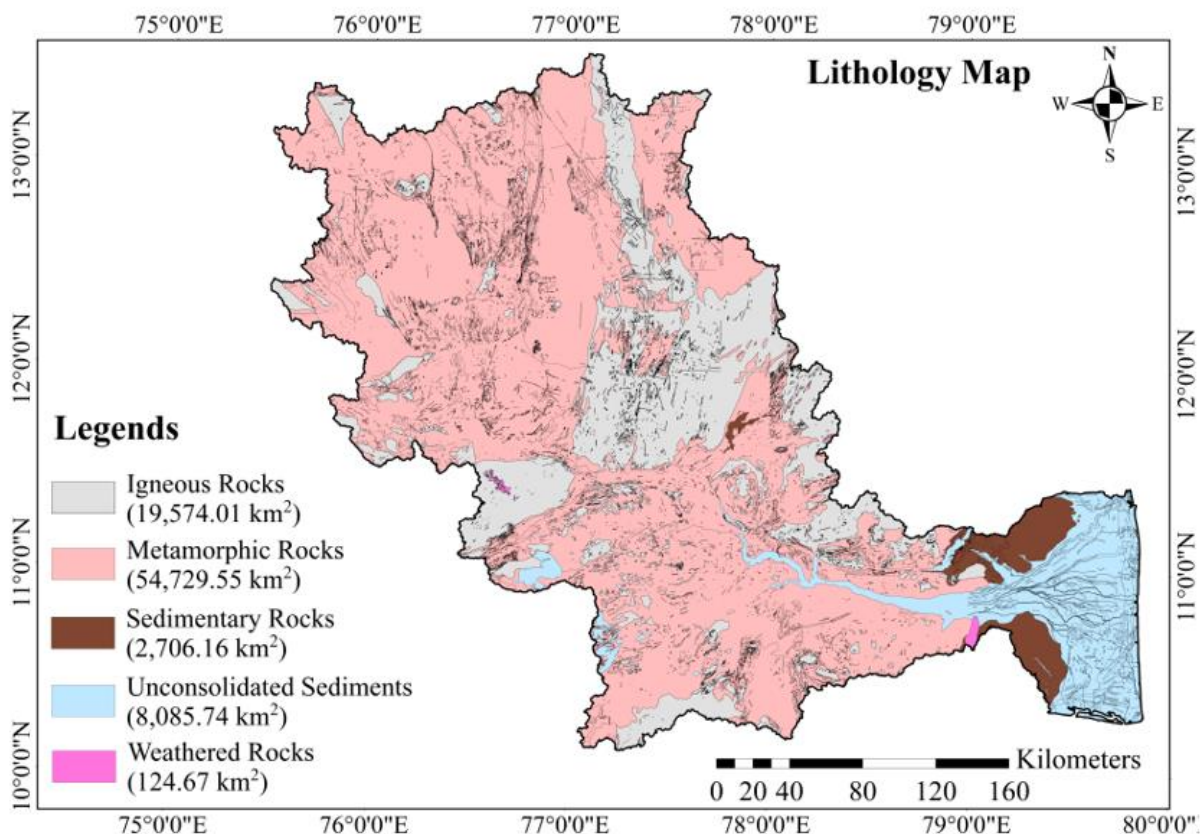 75°0'0"E 76°0'0"E 77°0'0"E 78°0'0"E 79°0'0"E
Lithology Map
N
W E
S
13°0'0"N
12°0'0"N
11°0'0"N
10°0'0"N
13°0'0"N
12°0'0"N
11°0'0"N
Legends
Igneous Rocks
(19,574.01 km²)
Metamorphic Rocks
(54,729.55 km²)
Sedimentary Rocks
(2,706.16 km²)
Unconsolidated Sediments
(8,085.74 km²)
Weathered Rocks
(124.67 km²)
Kilometers
0 20 40 80 120 160
75°0'0"E 76°0'0"E 77°0'0"E 78°0'0"E 79°0'0"E 80°0'0"E